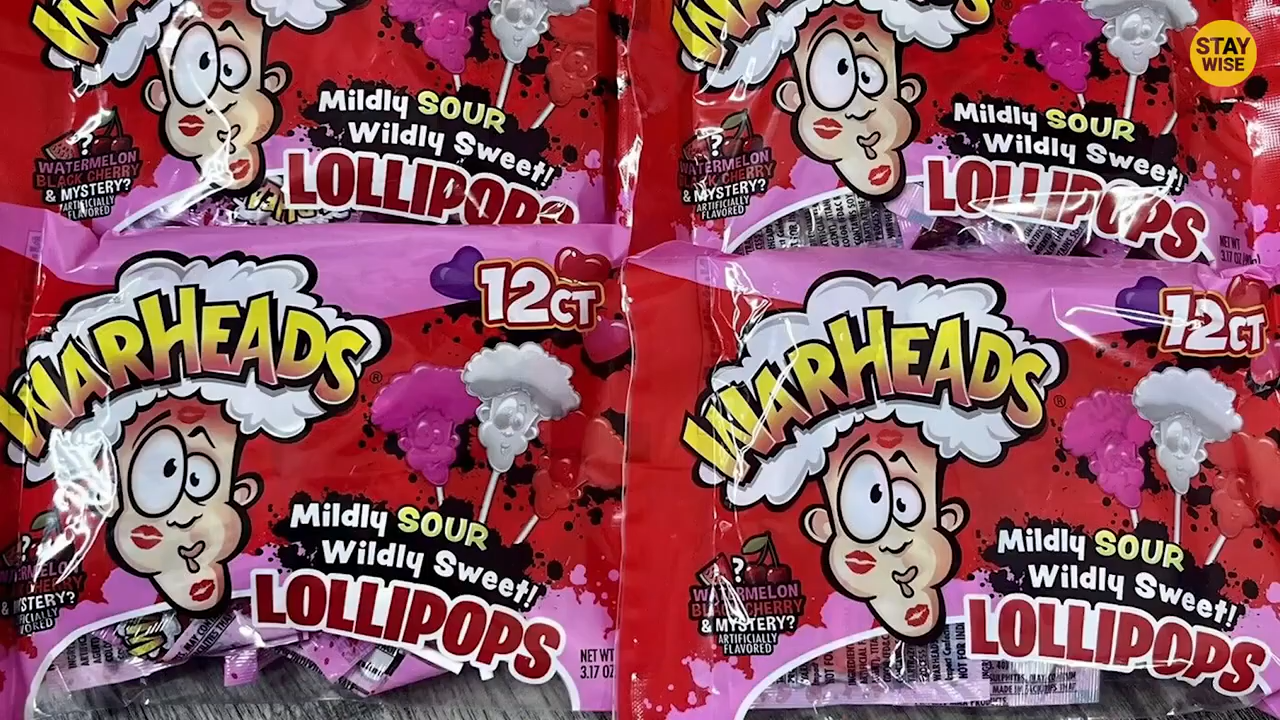 STAY
WISE
WARHEADS
Mildly SOUR
Wildly Sweet!
LOLLIPOPS
?
WATERMELON
BLACK CHERRY
& MYSTERY?
ARTIFICIALLY
FLAVORED
WARHEADS
Mildly SOUR
Wildly Sweet!
LOLLIPOPS
?
WATERMELON
BLACK CHERRY
& MYSTERY?
ARTIFICIALLY
FLAVORED
NET WT
3.17 OZ
12CT
WARHEADS
®
Mildly SOUR
Wildly Sweet!
LOLLIPOPS
?
NET WT
3.17 OZ
12CT
WARHEADS
®
Mildly SOUR
Wildly Sweet!
LOLLIPOPS
?
WATERMELON
BLACK CHERRY
& MYSTERY?
ARTIFICIALLY
FLAVORED